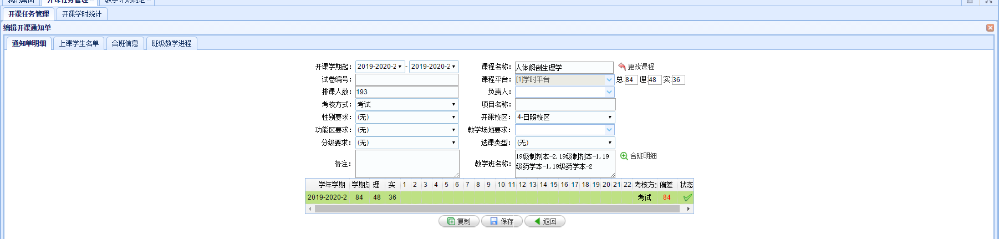 我的桌面 开课任务管理 教学计划制定
开课任务管理 开课学时统计
编辑开课通知单
通知单明细 上课学生名单 合班信息 班级教学进程
开课学期起: 2019-2020-2 - 2019-2020-2 课程名称: 人体解剖生理学 更改课程
试卷编号: 课程平台: [1]学时平台 总:84 理:48 实:36
排课人数: 193 负责人:
考核方式: 考试 项目名称:
性别要求: (无) 开课校区: 4-日照校区
功能区要求: (无) 教学场地要求:
分级要求: (无) 选课类型: (无)
备注: 教学班名称: 19级制剂本-2,19级制剂本-1,19 合班明细
级药学本-1,19级药学本-2
学年学期 学期总 理 实 1 2 3 4 5 6 7 8 9 10 11 12 13 14 15 16 17 18 19 20 21 22 考核方式 偏差 状态
2019-2020-2 84 48 36 考试 84
复制 保存 返回